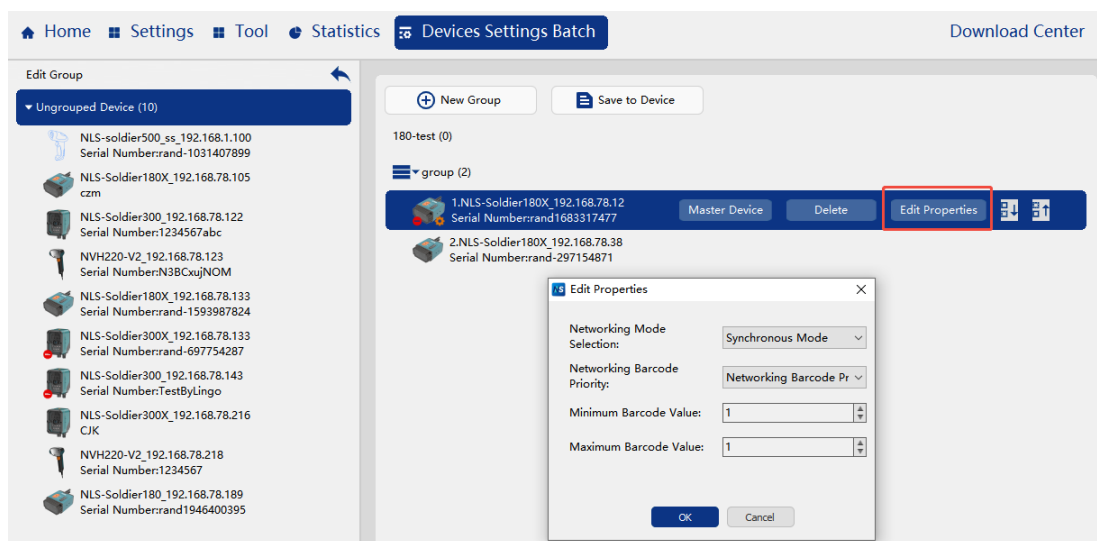 Home Settings Tool Statistics Devices Settings Batch Download Center
Edit Group
Ungrouped Device (10)
NLS-soldier500_ss_192.168.1.100
Serial Number:rand-1031407899
NLS-Soldier180X_192.168.78.105
czm
NLS-Soldier300_192.168.78.122
Serial Number:1234567abc
NVH220-V2_192.168.78.123
Serial Number:N3BCxujNOM
NLS-Soldier180X_192.168.78.133
Serial Number:rand-1593987824
NLS-Soldier300X_192.168.78.133
Serial Number:rand-697754287
NLS-Soldier300_192.168.78.143
Serial Number:TestByLingo
NLS-Soldier300X_192.168.78.216
CJK
NVH220-V2_192.168.78.218
Serial Number:1234567
NLS-Soldier180_192.168.78.189
Serial Number:rand1946400395
New Group Save to Device
180-test (0)
group (2)
1.NLS-Soldier180X_192.168.78.12
Serial Number:rand1683317477
Master Device Delete Edit Properties
2.NLS-Soldier180X_192.168.78.38
Serial Number:rand-297154871
NS Edit Properties
Networking Mode
Selection:
Synchronous Mode
Networking Barcode
Priority:
Networking Barcode Pr
Minimum Barcode Value: 1
Maximum Barcode Value: 1
OK Cancel